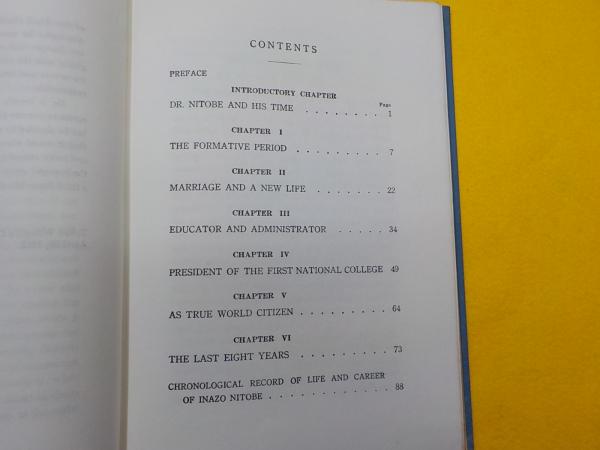 CONTENTS
PREFACE
INTRODUCTORY CHAPTER
Page
DR. NITOBE AND HIS TIME . . . . . . . . 1
CHAPTER I
THE FORMATIVE PERIOD . . . . . . . . . 7
CHAPTER II
MARRIAGE AND A NEW LIFE . . . . . . . 22
CHAPTER III
EDUCATOR AND ADMINISTRATOR . . . . . 34
CHAPTER IV
PRESIDENT OF THE FIRST NATIONAL COLLEGE 49
CHAPTER V
AS TRUE WORLD CITIZEN . . . . . . . . . 64
CHAPTER VI
THE LAST EIGHT YEARS . . . . . . . . . 73
CHRONOLOGICAL RECORD OF LIFE AND CAREER
OF INAZO NITOBE . . . . . . . . . . . . 88